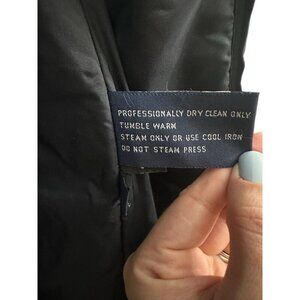 PROFESSIONALLY DRY CLEAN ONLY
TUMBLE WARM
STEAM ONLY OR USE COOL IRON
DO NOT STEAM PRESS